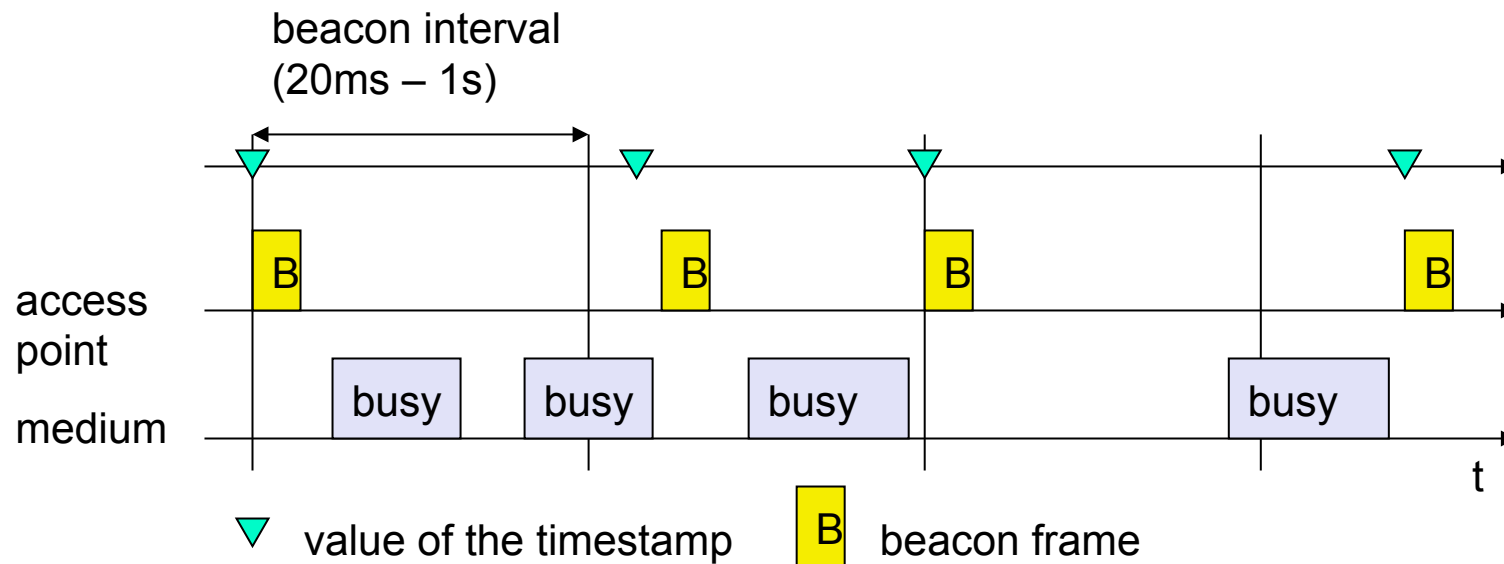 beacon interval
(20ms – 1s)
B
B
B
B
access
point
busy
busy
busy
busy
medium
t
value of the timestamp
B
beacon frame